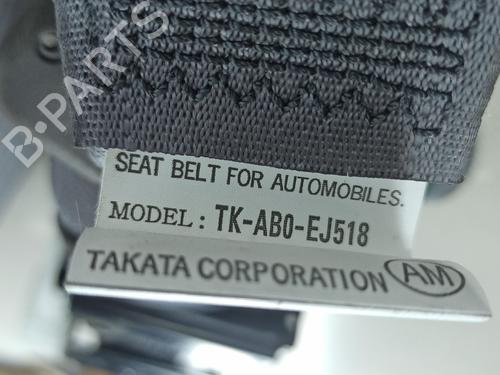 B-PARTS
SEAT BELT FOR AUTOMOBILES.
MODEL: TK-AB0-EJ518
TAKATA CORPORATION AM